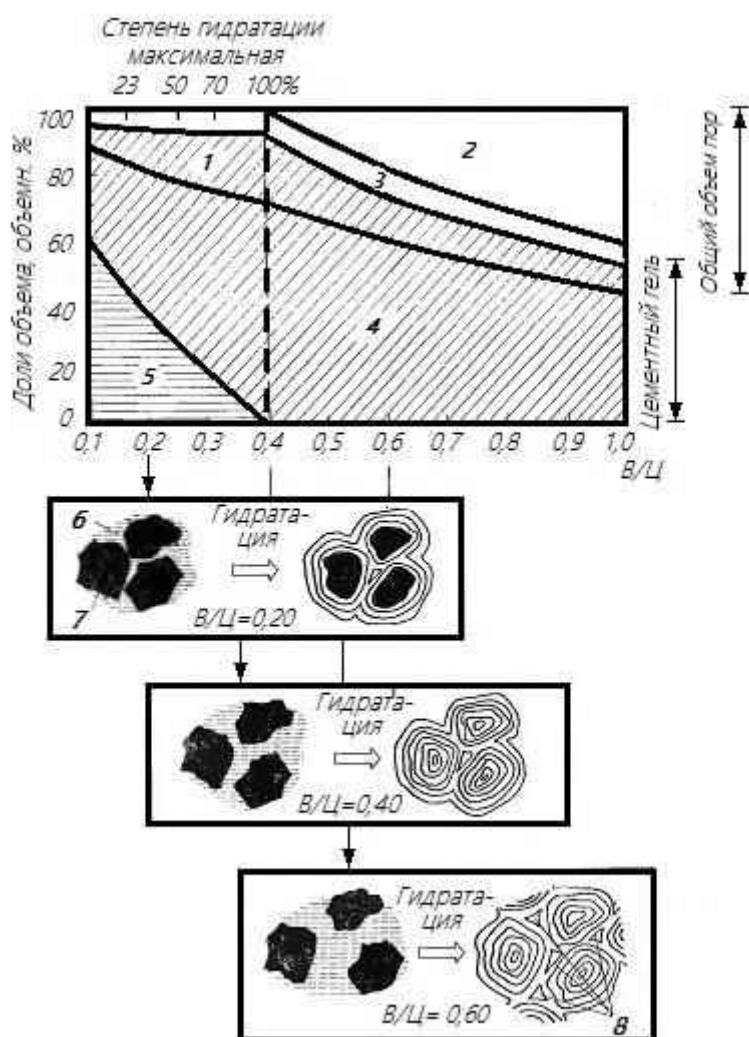 Степень гидратации
максимальная
23 50 70 100%
Доли объема, объемн. %
100
80
60
40
20
0
1
2
3
4
5
Цементный гель
Общий объем пор
0,1 0,2 0,3 0,4 0,5 0,6 0,7 0,8 0,9 1,0
В/Ц
6
7
Гидрата-
ция
В/Ц=0,20
Гидрата-
ция
В/Ц=0,40
Гидрата-
ция
В/Ц=0,60
8